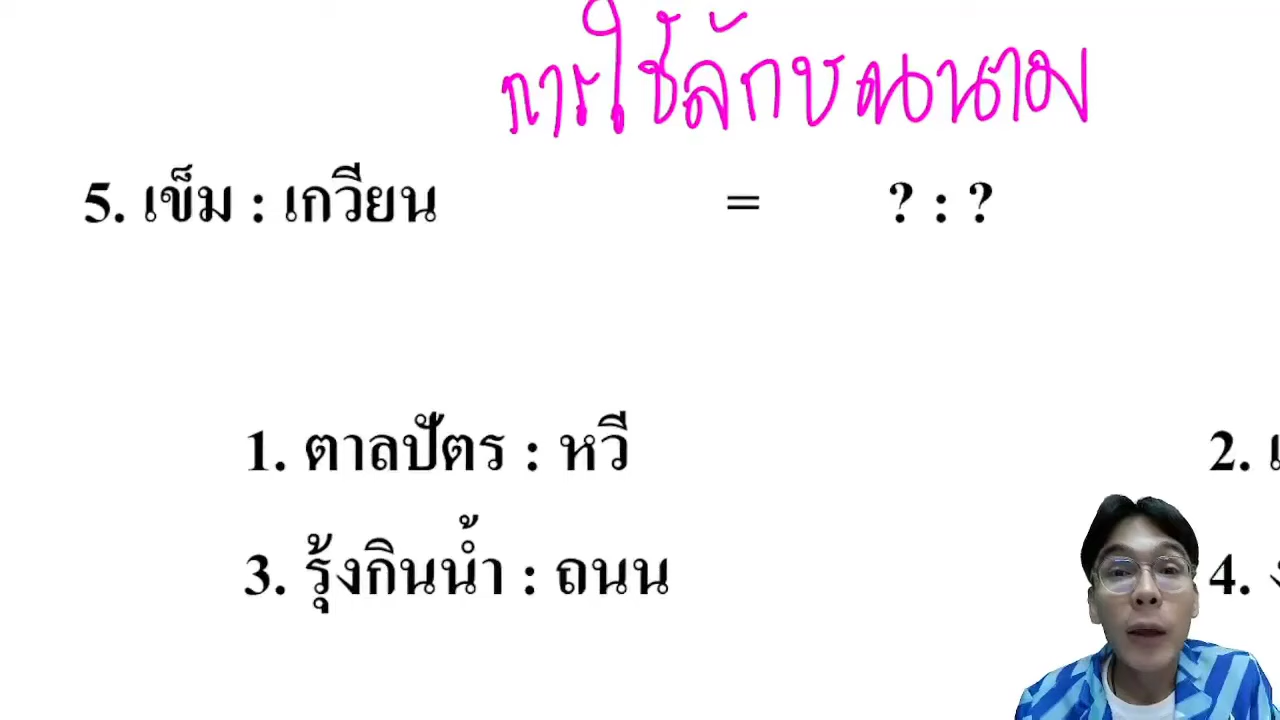 การใช้ลักษณนาม
5. เข็ม : เกวียน = ? : ?
1. ตาลปัตร : หวี
2.
3. รุ้งกินน้ำ : ถนน
4.